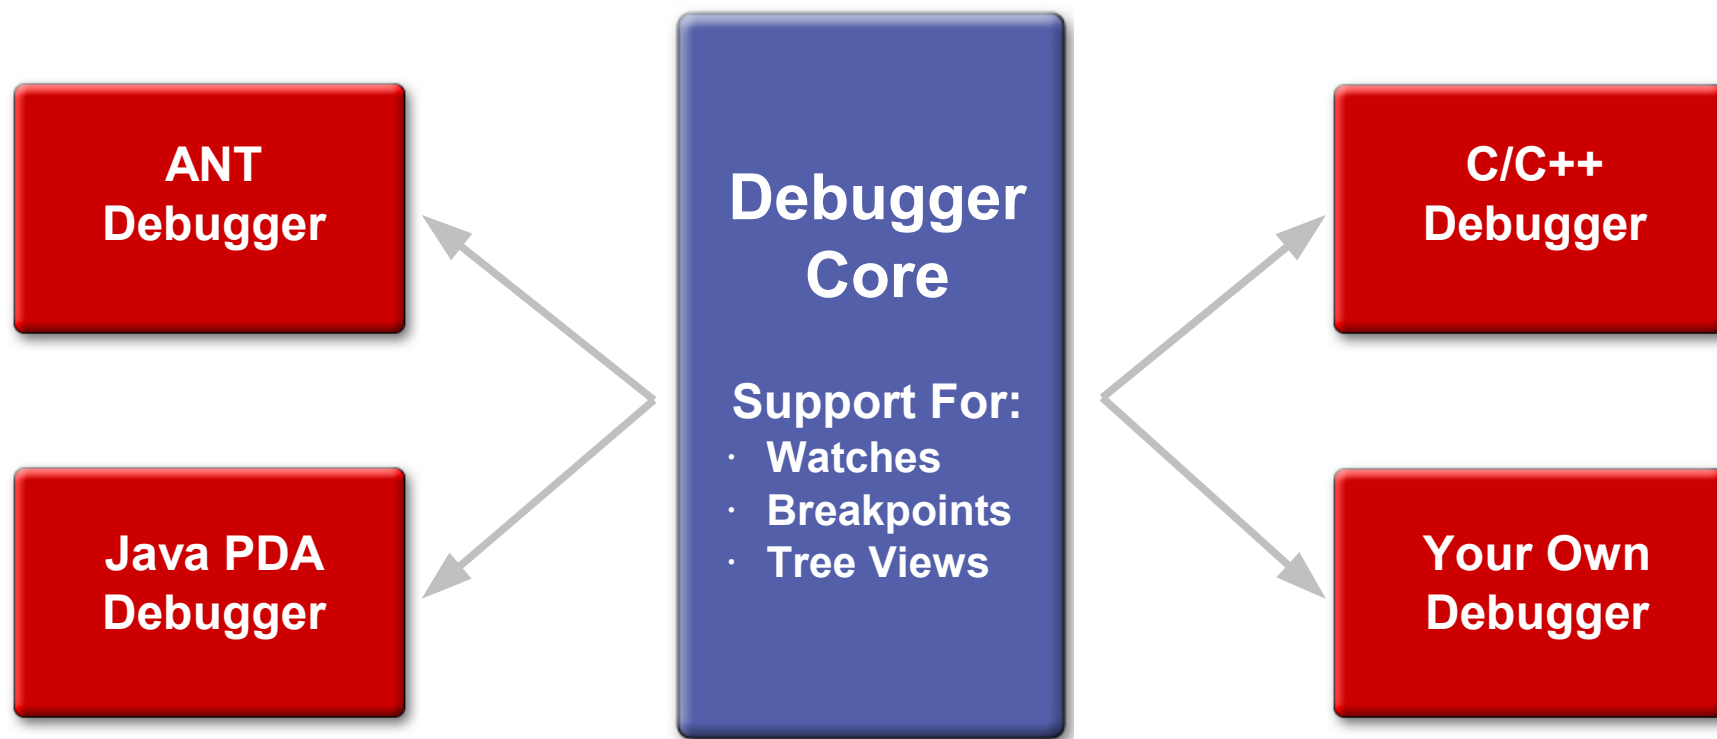 ANT
Debugger
Java PDA
Debugger
Debugger
Core
Support For:
· Watches
· Breakpoints
· Tree Views
C/C++
Debugger
Your Own
Debugger